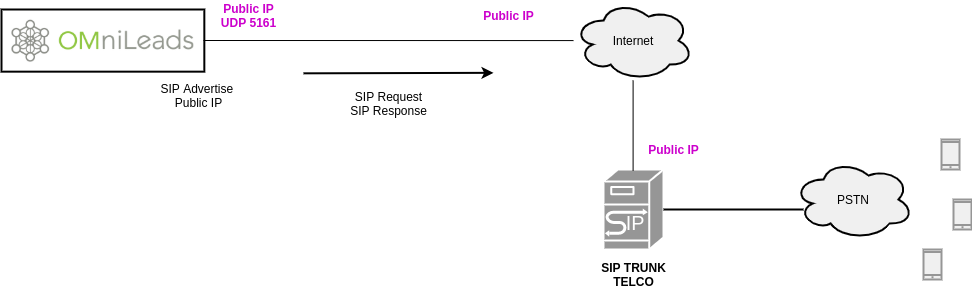 Public IP
UDP 5161
Public IP
OMniLeads
Internet
SIP Advertise
Public IP
SIP Request
SIP Response
Public IP
SIP
PSTN
SIP TRUNK
TELCO